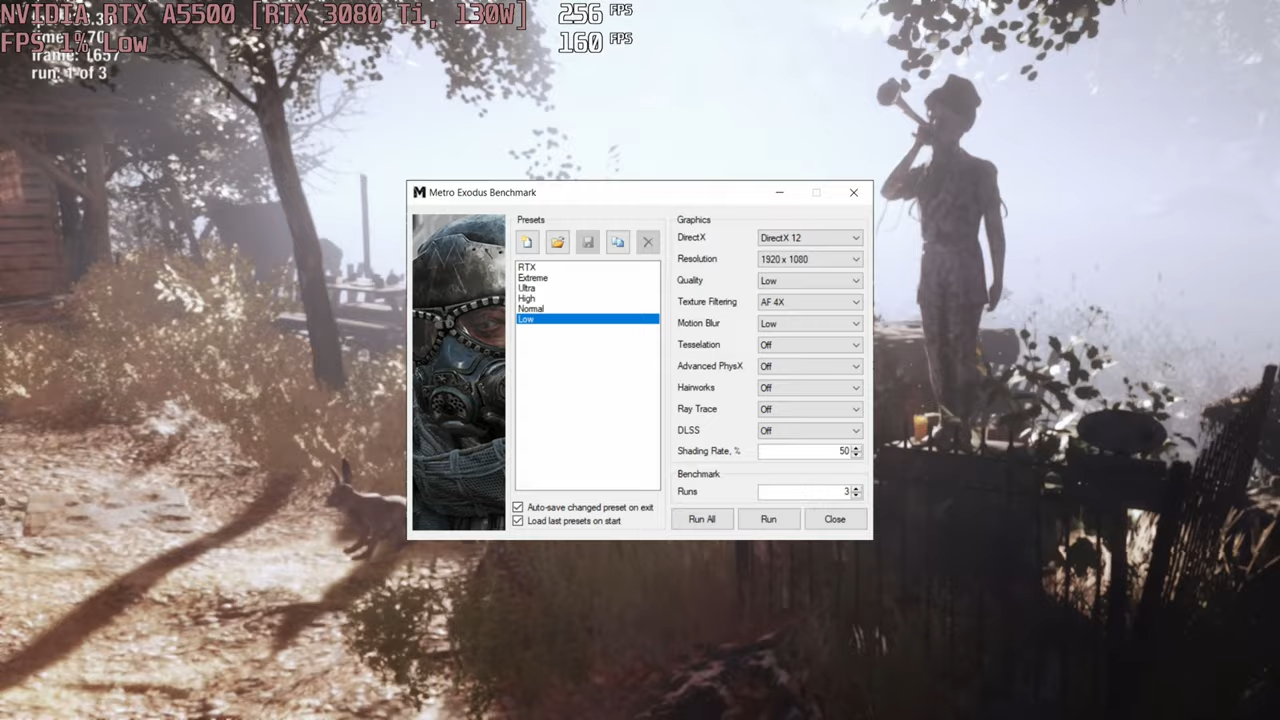 NVIDIA RTX A5500 [RTX 3080 Ti, 130W] 256 FPS
FPS 1% Low 160 FPS
frame: 1657
run: 1 of 3
Metro Exodus Benchmark
Presets
RTX
Extreme
Ultra
High
Normal
Low
Auto-save changed preset on exit
Load last presets on start
Graphics
DirectX DirectX 12
Resolution 1920 x 1080
Quality Low
Texture Filtering AF 4X
Motion Blur Low
Tesselation Off
Advanced PhysX Off
Hairworks Off
Ray Trace Off
DLSS Off
Shading Rate, % 50
Benchmark
Runs 3
Run All Run Close